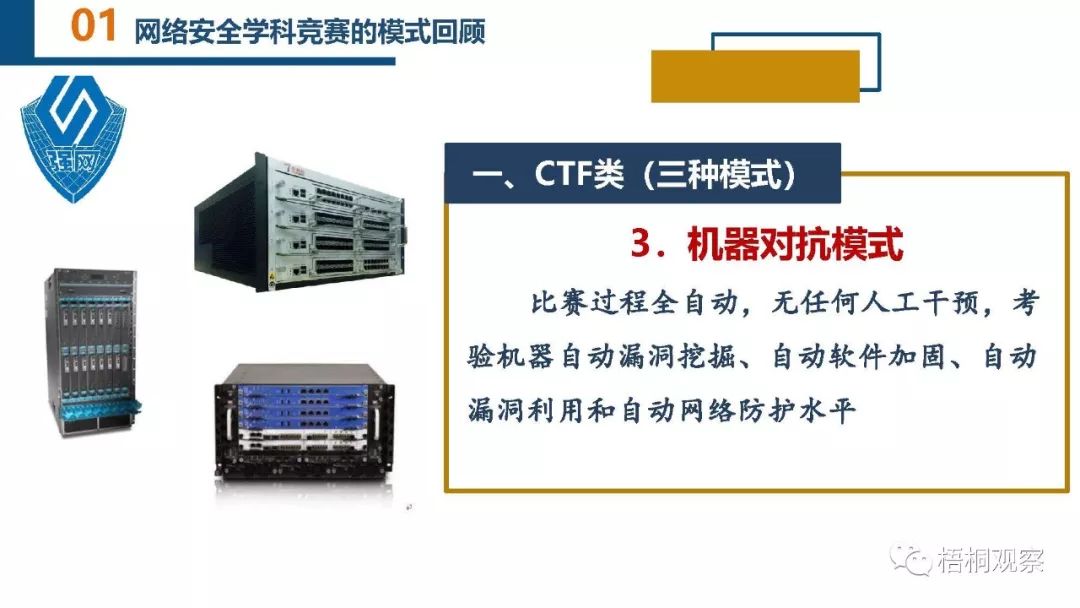 01 网络安全学科竞赛的模式回顾
强网
一、CTF类（三种模式）
3．机器对抗模式
比赛过程全自动，无任何人工干预，考
验机器自动漏洞挖掘、自动软件加固、自动
漏洞利用和自动网络防护水平
梧桐观察